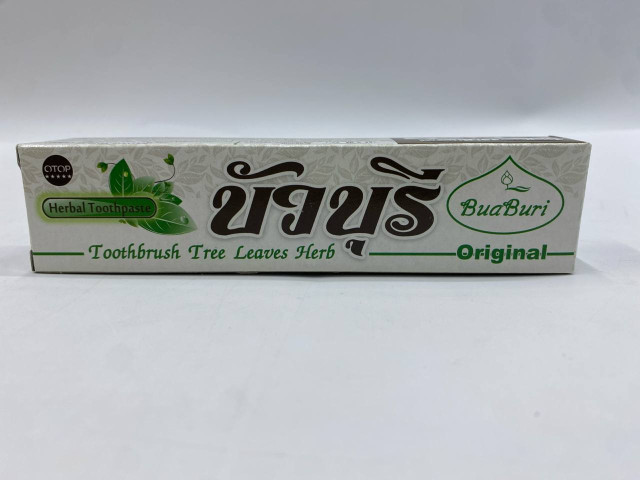 OTOP
★★★★★
Herbal Toothpaste
บัวบุรี
BuaBuri
Toothbrush Tree Leaves Herb
Original